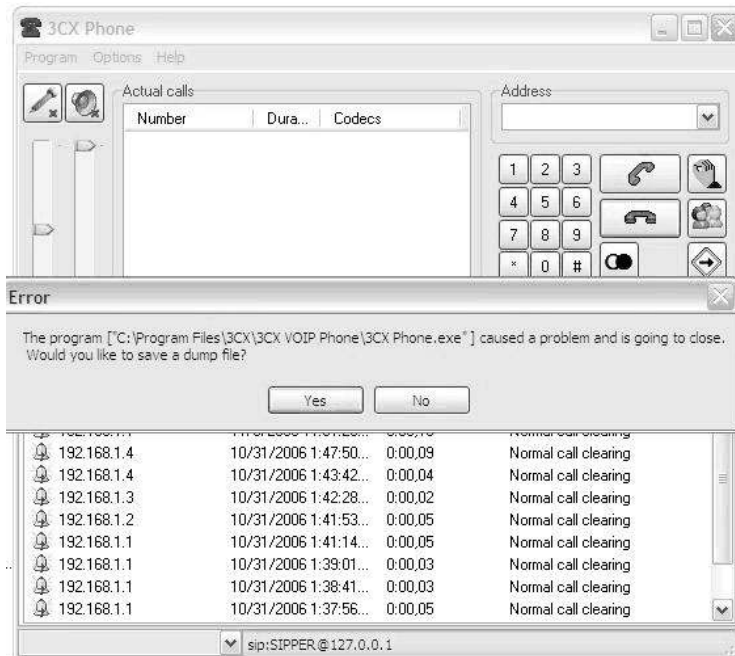 3CX Phone
Program Options Help
Actual calls
Number Dura... Codecs
Address
1 2 3
4 5 6
7 8 9
* 0 #
Error
The program ["C:\Program Files\3CX\3CX VOIP Phone\3CX Phone.exe" ] caused a problem and is going to close.
Would you like to save a dump file?
Yes No
192.168.1.4 10/31/2006 1:47:50... 0:00,09 Normal call clearing
192.168.1.4 10/31/2006 1:43:42... 0:00,04 Normal call clearing
192.168.1.3 10/31/2006 1:42:28... 0:00,02 Normal call clearing
192.168.1.2 10/31/2006 1:41:53... 0:00,05 Normal call clearing
192.168.1.1 10/31/2006 1:41:14... 0:00,05 Normal call clearing
192.168.1.1 10/31/2006 1:39:01... 0:00,03 Normal call clearing
192.168.1.1 10/31/2006 1:38:41... 0:00,03 Normal call clearing
192.168.1.1 10/31/2006 1:37:56... 0:00,05 Normal call clearing
sip:SIPPER@127.0.0.1